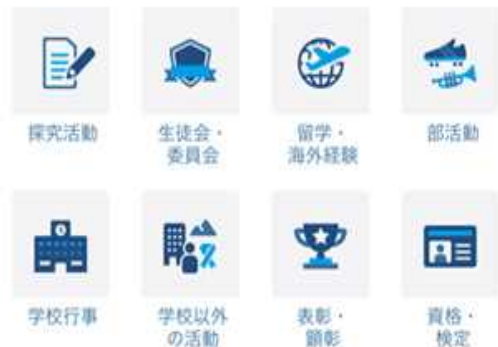 探究活動
生徒会・
委員会
留学・
海外経験
部活動
学校行事
学校以外
の活動
表彰・
顕彰
資格・
検定